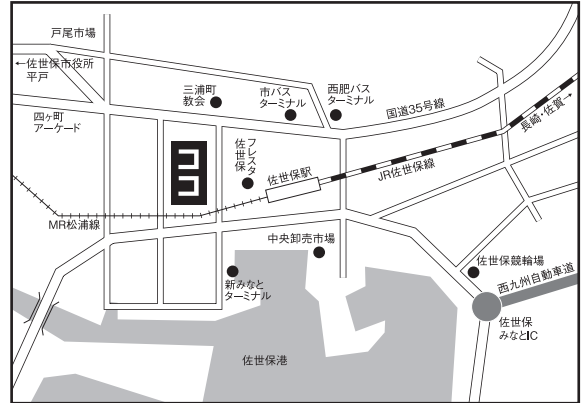 戸尾市場
←佐世保市役所
平戸
三浦町
教会
市バス
ターミナル
西肥バス
ターミナル
国道35号線
長崎・佐賀→
四ヶ町
アーケード
フレスタ
佐世保
佐世保駅
JR佐世保線
MR松浦線
中央卸売市場
新みなと
ターミナル
佐世保競輪場
西九州自動車道
佐世保
みなとIC
佐世保港